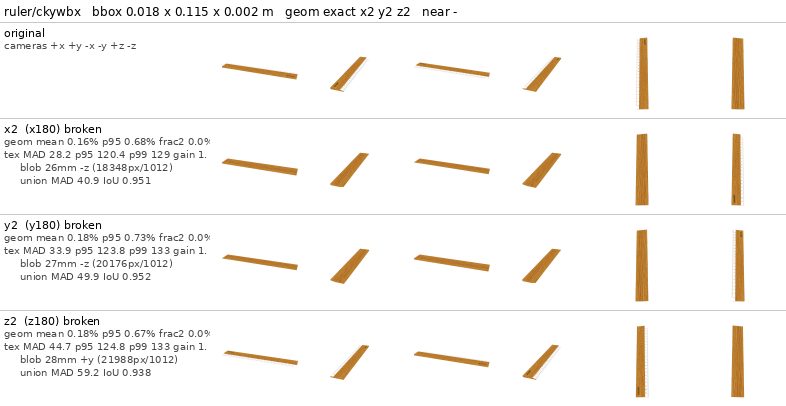 ruler/ckywbx   bbox 0.018 x 0.115 x 0.002 m   geom exact x2 y2 z2   near -
original
cameras +x +y -x -y +z -z
x2  (x180) broken
geom mean 0.16% p95 0.68% frac2 0.0%
tex MAD 28.2 p95 120.4 p99 129 gain 1.
blob 26mm -z (18348px/1012)
union MAD 40.9 IoU 0.951
y2  (y180) broken
geom mean 0.18% p95 0.73% frac2 0.0%
tex MAD 33.9 p95 123.8 p99 133 gain 1.
blob 27mm -z (20176px/1012)
union MAD 49.9 IoU 0.952
z2  (z180) broken
geom mean 0.18% p95 0.67% frac2 0.0%
tex MAD 44.7 p95 124.8 p99 133 gain 1.
blob 28mm +y (21988px/1012)
union MAD 59.2 IoU 0.938